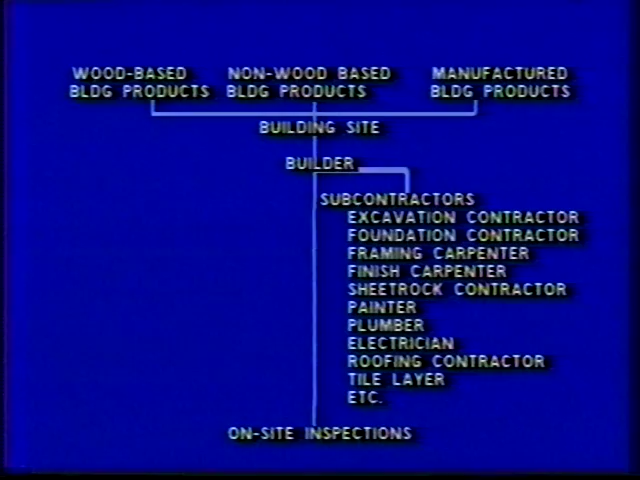 WOOD-BASED NON-WOOD BASED MANUFACTURED
BLDG PRODUCTS BLDG PRODUCTS BLDG PRODUCTS
BUILDING SITE
BUILDER
SUBCONTRACTORS
EXCAVATION CONTRACTOR
FOUNDATION CONTRACTOR
FRAMING CARPENTER
FINISH CARPENTER
SHEETROCK CONTRACTOR
PAINTER
PLUMBER
ELECTRICIAN
ROOFING CONTRACTOR
TILE LAYER
ETC.
ON-SITE INSPECTIONS